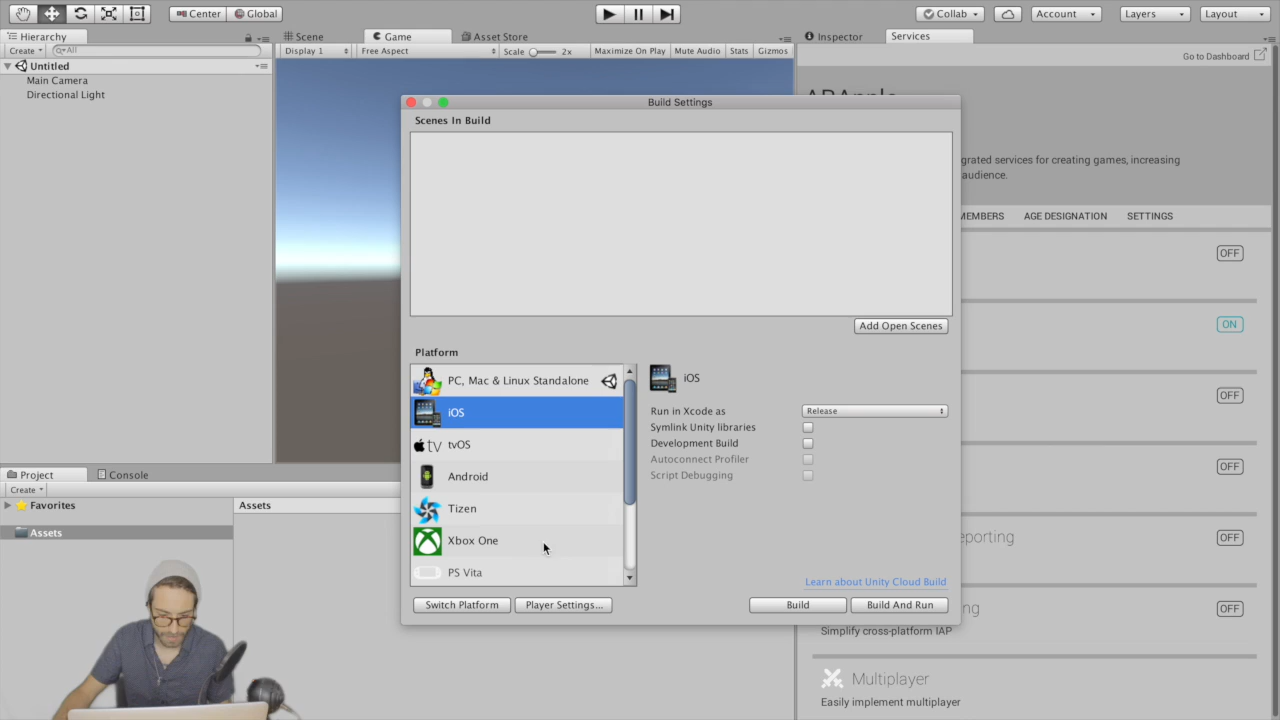 Center Global
Collab Account Layers Layout
Hierarchy Scene Game Asset Store Inspector Services
Create All Display 1 Free Aspect Scale 2x Maximize On Play Mute Audio Stats Gizmos
Go to Dashboard
Untitled
Main Camera
Directional Light
Build Settings
Scenes In Build
grated services for creating games, increasing
audience.
MEMBERS AGE DESIGNATION SETTINGS
OFF
ON
OFF
OFF
Add Open Scenes
Platform
PC, Mac & Linux Standalone
iOS
tvOS
Android
Tizen
Xbox One
PS Vita
iOS
Run in Xcode as Release
Symlink Unity libraries
Development Build
Autoconnect Profiler
Script Debugging
Learn about Unity Cloud Build
Switch Platform Player Settings... Build Build And Run
Project Console
Create
Favorites Assets
Assets
eporting OFF
ng OFF
Simplify cross-platform IAP
Multiplayer
Easily implement multiplayer